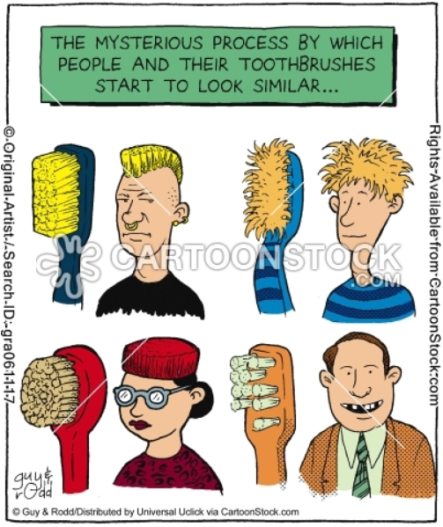 THE MYSTERIOUS PROCESS BY WHICH
PEOPLE AND THEIR TOOTHBRUSHES
START TO LOOK SIMILAR...
© Original Artist / Search ID: gra061117
Rights Available from CartoonStock.com
CARTOONSTOCK
.com
guy &
rodd
© Guy & Rodd/Distributed by Universal Uclick via CartoonStock.com